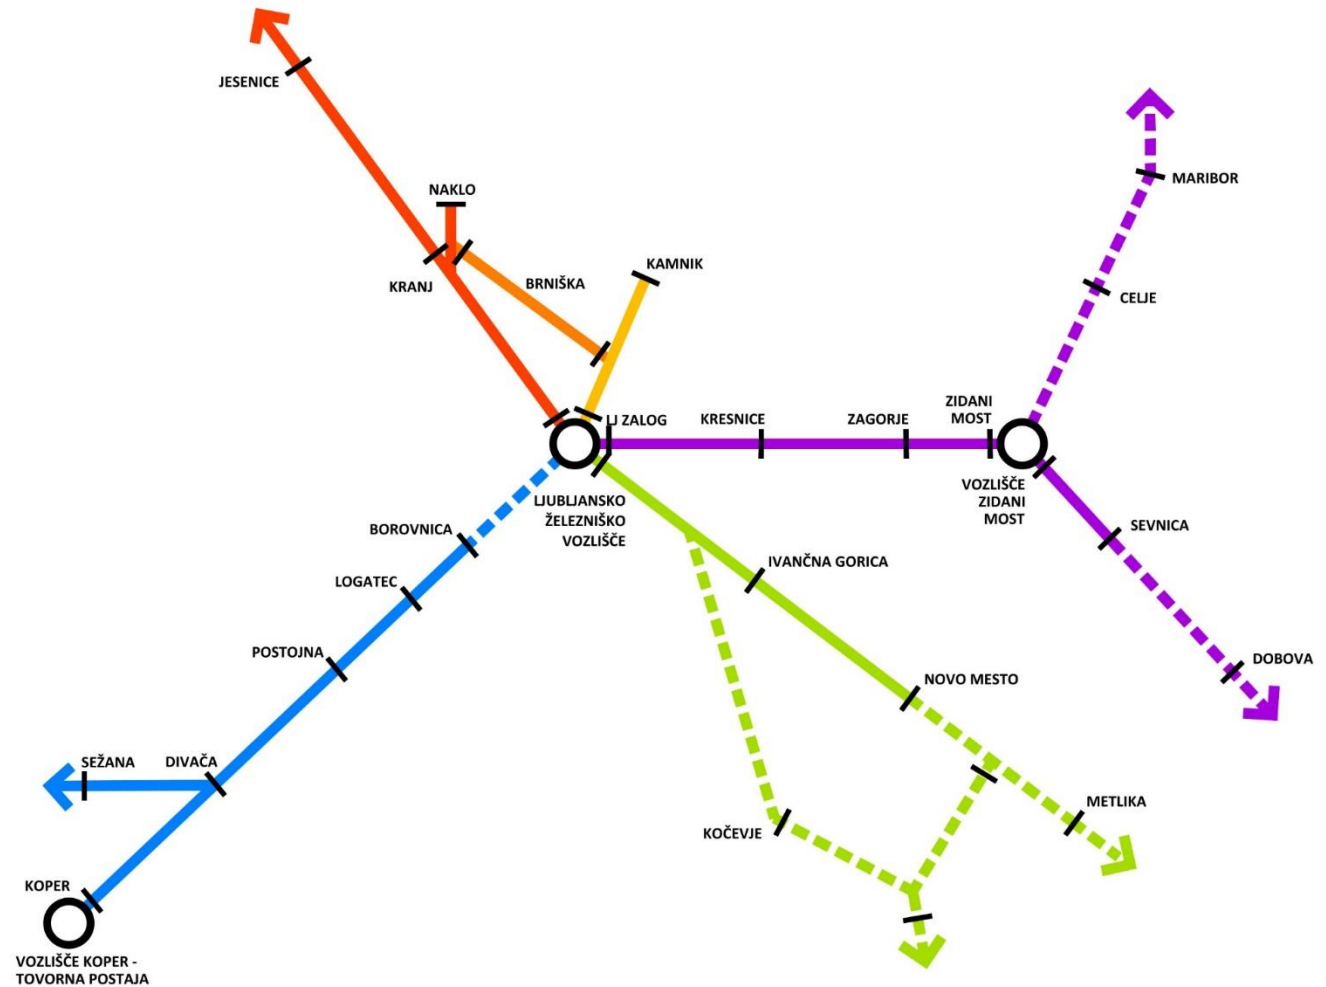 JESENICE
NAKLO
KRANJ
BRNIŠKA
KAMNIK
MARIBOR
CELJE
LJ ZALOG
KRESNICE
ZAGORJE
ZIDANI
MOST
VOZLIŠČE
ZIDANI
MOST
LJUBLJANSKO
ŽELEZNIŠKO
VOZLIŠČE
BOROVNICA
SEVNICA
IVANČNA GORICA
LOGATEC
POSTOJNA
DOBOVA
NOVO MESTO
SEŽANA
DIVAČA
METLIKA
KOČEVJE
KOPER
VOZLIŠČE KOPER -
TOVORNA POSTAJA